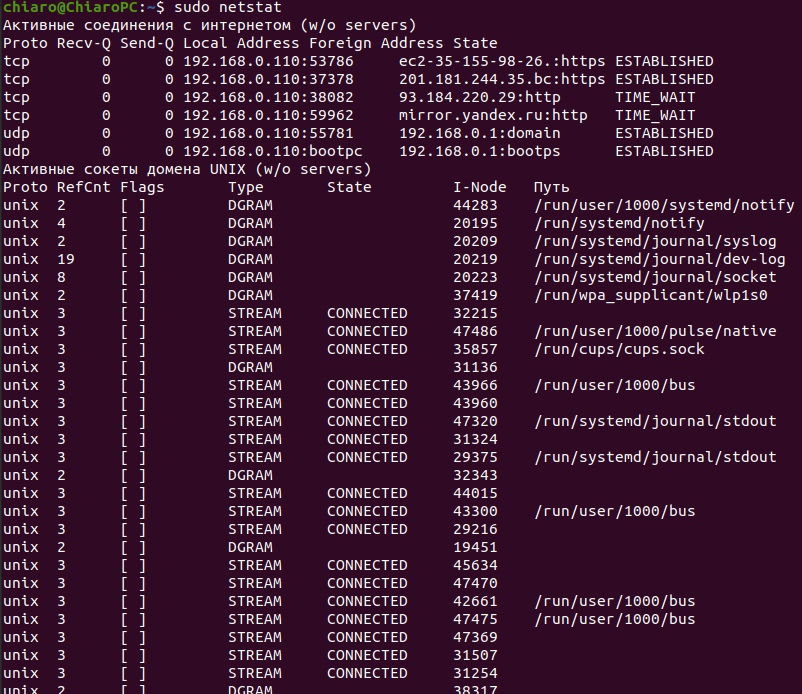 chiaro@ChiaroPC:~$ sudo netstat
Активные соединения с интернетом (w/o servers)
Proto Recv-Q Send-Q Local Address Foreign Address State
tcp        0      0 192.168.0.110:53786     ec2-35-155-98-26.:https ESTABLISHED
tcp        0      0 192.168.0.110:37378     201.181.244.35.bc:https ESTABLISHED
tcp        0      0 192.168.0.110:38082     93.184.220.29:http      TIME_WAIT
tcp        0      0 192.168.0.110:59962     mirror.yandex.ru:http   TIME_WAIT
udp        0      0 192.168.0.110:55781     192.168.0.1:domain      ESTABLISHED
udp        0      0 192.168.0.110:bootpc    192.168.0.1:bootps      ESTABLISHED
Активные сокеты домена UNIX (w/o servers)
Proto RefCnt Flags       Type       State         I-Node   Путь
unix  2      [ ]         DGRAM                    44283    /run/user/1000/systemd/notify
unix  4      [ ]         DGRAM                    20195    /run/systemd/notify
unix  2      [ ]         DGRAM                    20209    /run/systemd/journal/syslog
unix  19     [ ]         DGRAM                    20219    /run/systemd/journal/dev-log
unix  8      [ ]         DGRAM                    20223    /run/systemd/journal/socket
unix  2      [ ]         DGRAM                    37419    /run/wpa_supplicant/wlp1s0
unix  3      [ ]         STREAM     CONNECTED     32215
unix  3      [ ]         STREAM     CONNECTED     47486    /run/user/1000/pulse/native
unix  3      [ ]         STREAM     CONNECTED     35857    /run/cups/cups.sock
unix  3      [ ]         DGRAM                    31136
unix  3      [ ]         STREAM     CONNECTED     43966    /run/user/1000/bus
unix  3      [ ]         STREAM     CONNECTED     43960
unix  3      [ ]         STREAM     CONNECTED     47320    /run/systemd/journal/stdout
unix  3      [ ]         STREAM     CONNECTED     31324
unix  3      [ ]         STREAM     CONNECTED     29375    /run/systemd/journal/stdout
unix  2      [ ]         DGRAM                    32343
unix  3      [ ]         STREAM     CONNECTED     44015
unix  3      [ ]         STREAM     CONNECTED     43300    /run/user/1000/bus
unix  3      [ ]         STREAM     CONNECTED     29216
unix  2      [ ]         DGRAM                    19451
unix  3      [ ]         STREAM     CONNECTED     45634
unix  3      [ ]         STREAM     CONNECTED     47470
unix  3      [ ]         STREAM     CONNECTED     42661    /run/user/1000/bus
unix  3      [ ]         STREAM     CONNECTED     47475    /run/user/1000/bus
unix  3      [ ]         STREAM     CONNECTED     47369
unix  3      [ ]         STREAM     CONNECTED     31507
unix  3      [ ]         STREAM     CONNECTED     31254
unix  2      [ ]         DGRAM                    38317